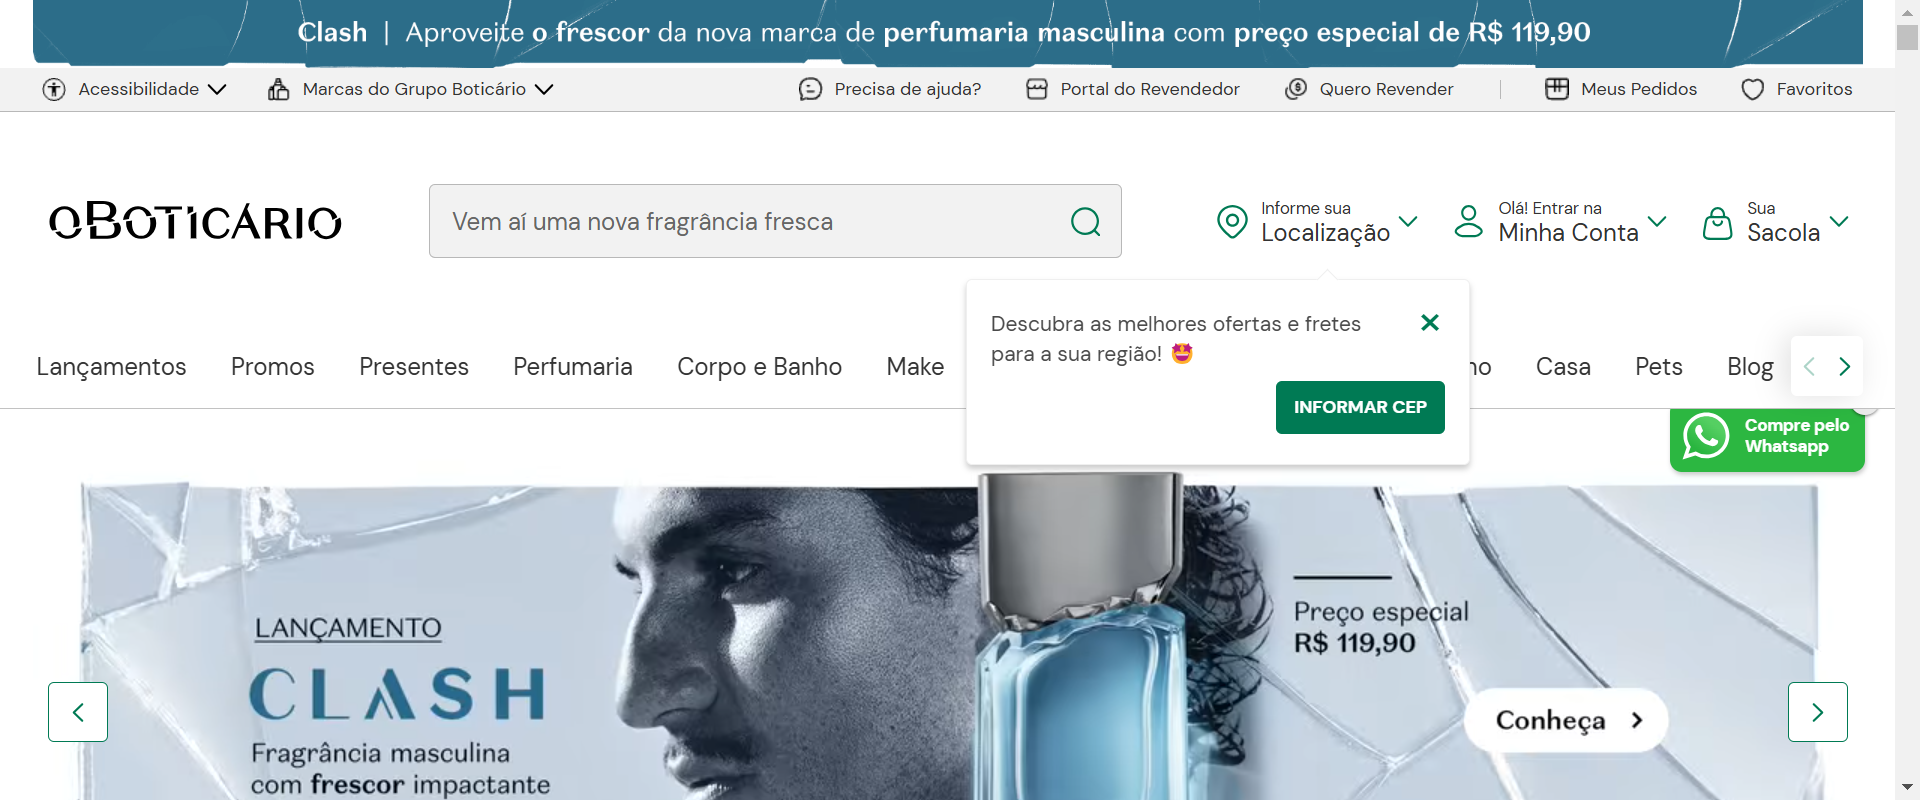 Clash | Aproveite o frescor da nova marca de perfumaria masculina com preço especial de R$ 119,90
Acessibilidade
Marcas do Grupo Boticário
Precisa de ajuda?
Portal do Revendedor
Quero Revender
Meus Pedidos
Favoritos
oBOTICÁRIO
Vem aí uma nova fragrância fresca
Informe sua
Localização
Olá! Entrar na
Minha Conta
Sua
Sacola
Descubra as melhores ofertas e fretes
para a sua região! 🤩
INFORMAR CEP
Lançamentos
Promos
Presentes
Perfumaria
Corpo e Banho
Make
Casa
Pets
Blog
Compre pelo
Whatsapp
LANÇAMENTO
CLASH
Fragrância masculina
com frescor impactante
Preço especial
R$ 119,90
Conheça